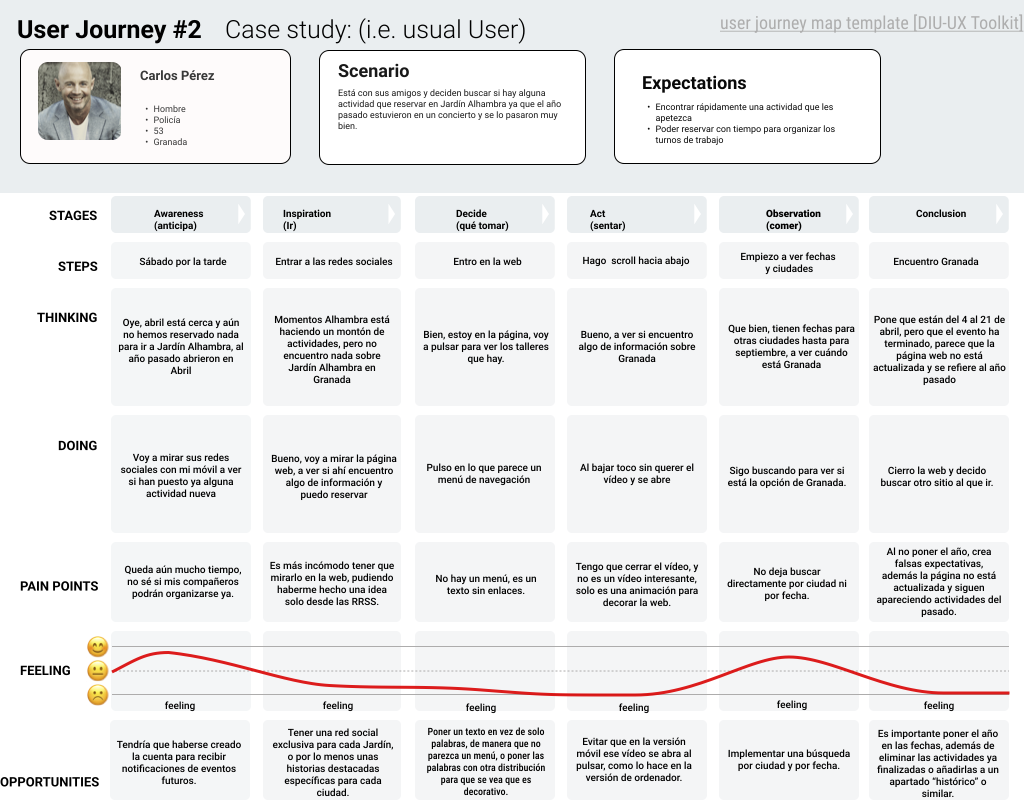 User Journey #2 Case study: (i.e. usual User)
user journey map template [DIU-UX Toolkit]
Carlos Pérez
• Hombre
• Policía
• 53
• Granada
Scenario
Está con sus amigos y deciden buscar si hay alguna
actividad que reservar en Jardín Alhambra ya que el año
pasado estuvieron en un concierto y se lo pasaron muy
bien.
Expectations
• Encontrar rápidamente una actividad que les
apetezca
• Poder reservar con tiempo para organizar los
turnos de trabajo
STAGES
Awareness
(anticipa)
Inspiration
(Ir)
Decide
(qué tomar)
Act
(sentar)
Observation
(comer)
Conclusion
STEPS
Sábado por la tarde
Entrar a las redes sociales
Entro en la web
Hago scroll hacia abajo
Empiezo a ver fechas
y ciudades
Encuentro Granada
THINKING
Oye, abril está cerca y aún
no hemos reservado nada
para ir a Jardín Alhambra, al
año pasado abrieron en
Abril
Momentos Alhambra está
haciendo un montón de
actividades, pero no
encuentro nada sobre
Jardín Alhambra en
Granada
Bien, estoy en la página, voy
a pulsar para ver los talleres
que hay.
Bueno, a ver si encuentro
algo de información sobre
Granada
Que bien, tienen fechas para
otras ciudades hasta para
septiembre, a ver cuándo
está Granada
Pone que están del 4 al 21 de
abril, pero que el evento ha
terminado, parece que la
página web no está
actualizada y se refiere al año
pasado
DOING
Voy a mirar sus redes
sociales con mi móvil a ver
si han puesto ya alguna
actividad nueva
Bueno, voy a mirar la página
web, a ver si ahí encuentro
algo de información y
puedo reservar
Pulso en lo que parece un
menú de navegación
Al bajar toco sin querer el
vídeo y se abre
Sigo buscando para ver si
está la opción de Granada.
Cierro la web y decido
buscar otro sitio al que ir.
PAIN POINTS
Queda aún mucho tiempo,
no sé si mis compañeros
podrán organizarse ya.
Es más incómodo tener que
mirarlo en la web, pudiendo
haberme hecho una idea
solo desde las RRSS.
No hay un menú, es un
texto sin enlaces.
Tengo que cerrar el vídeo, y
no es un vídeo interesante,
solo es una animación para
decorar la web.
No deja buscar
directamente por ciudad ni
por fecha.
Al no poner el año, crea
falsas expectativas,
además la página no está
actualizada y siguen
apareciendo actividades del
pasado.
FEELING
feeling
feeling
feeling
feeling
feeling
feeling
OPPORTUNITIES
Tendría que haberse creado
la cuenta para recibir
notificaciones de eventos
futuros.
Tener una red social
exclusiva para cada Jardín,
o por lo menos unas
historias destacadas
específicas para cada
ciudad.
Poner un texto en vez de solo
palabras, de manera que no
parezca un menú, o poner las
palabras con otra distribución
para que se vea que es
decorativo.
Evitar que en la versión
móvil ese vídeo se abra al
pulsar, como lo hace en la
versión de ordenador.
Implementar una búsqueda
por ciudad y por fecha.
Es importante poner el año
en las fechas, además de
eliminar las actividades ya
finalizadas o añadirlas a un
apartado “histórico” o
similar.